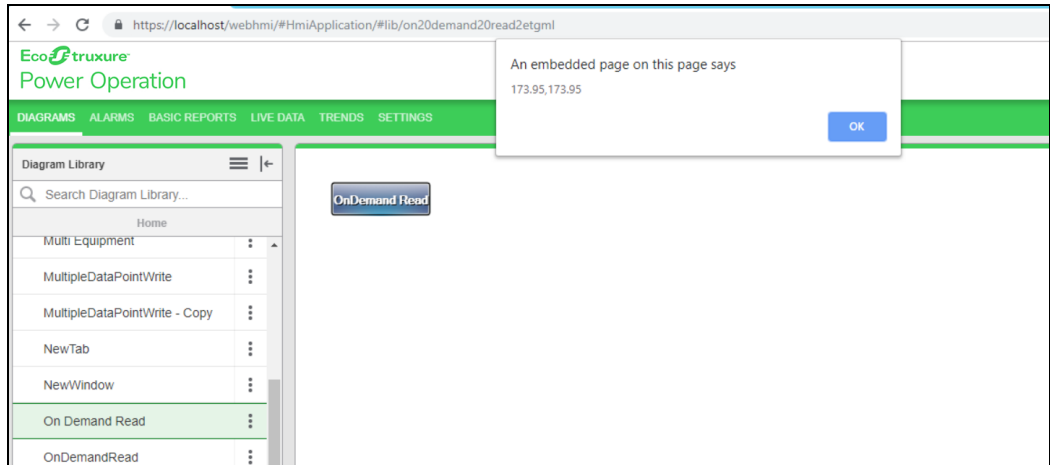 https://localhost/webhmi/#HmiApplication/#lib/on20demand20read2etgml
EcoStruxure
Power Operation
An embedded page on this page says
173.95,173.95
OK
DIAGRAMS ALARMS BASIC REPORTS LIVE DATA TRENDS SETTINGS
Diagram Library
Search Diagram Library...
Home
OnDemand Read
Multi Equipment
MultipleDataPointWrite
MultipleDataPointWrite - Copy
NewTab
NewWindow
On Demand Read
OnDemandRead